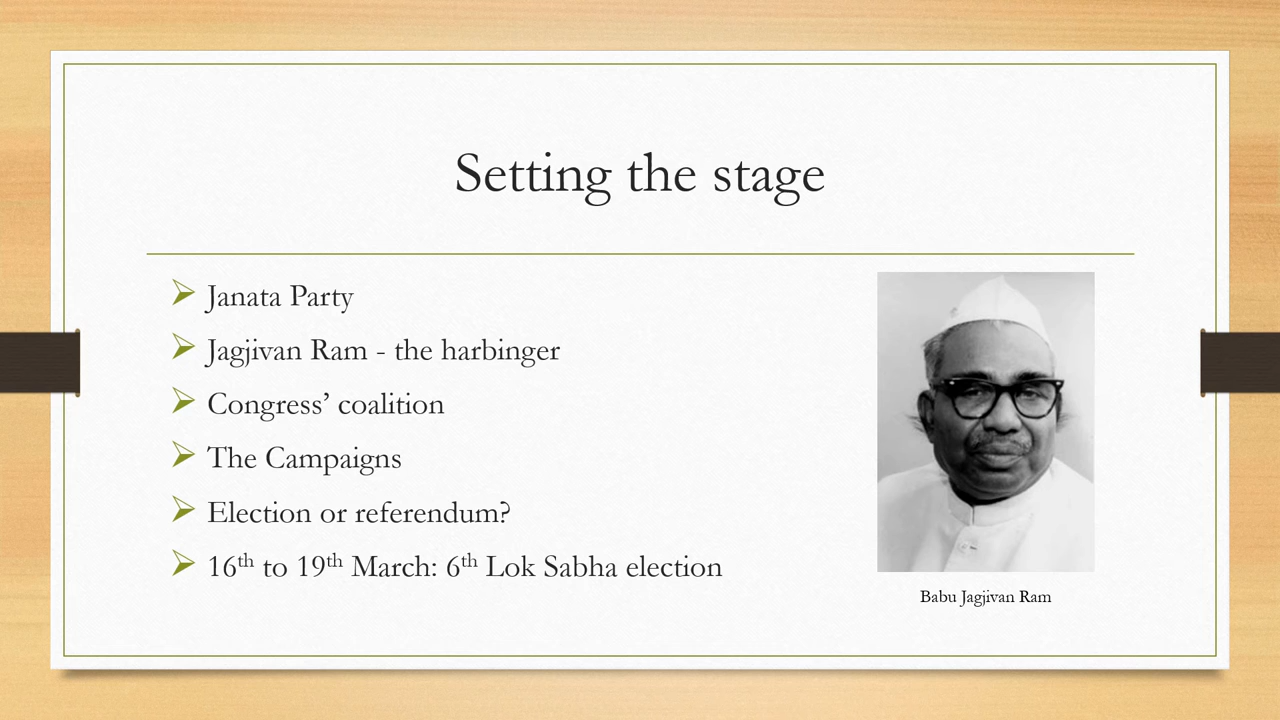 Setting the stage
Janata Party
Jagjivan Ram - the harbinger
Congress’ coalition
The Campaigns
Election or referendum?
16th to 19th March: 6th Lok Sabha election
Babu Jagjivan Ram